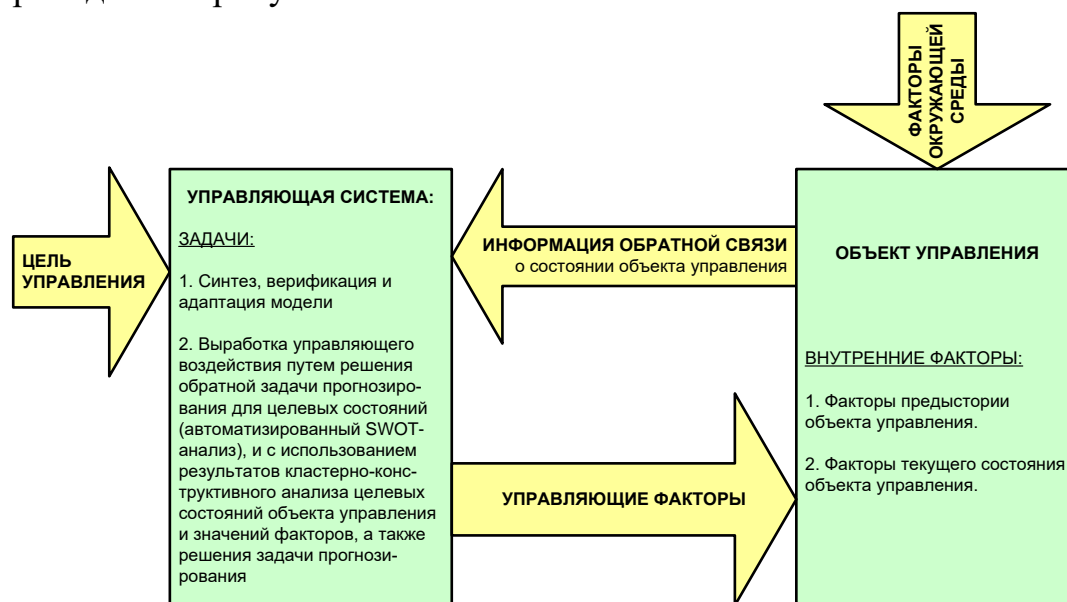 ФАКТОРЫ
ОКРУЖАЮЩЕЙ
СРЕДЫ
ЦЕЛЬ
УПРАВЛЕНИЯ
УПРАВЛЯЮЩАЯ СИСТЕМА:
ЗАДАЧИ:
1. Синтез, верификация и
адаптация модели
2. Выработка управляющего
воздействия путем решения
обратной задачи прогнозиро-
вания для целевых состояний
(автоматизированный SWOT-
анализ), и с использованием
результатов кластерно-конс-
труктивного анализа целевых
состояний объекта управления
и значений факторов, а также
решения задачи прогнози-
рования
ИНФОРМАЦИЯ ОБРАТНОЙ СВЯЗИ
о состоянии объекта управления
УПРАВЛЯЮЩИЕ ФАКТОРЫ
ОБЪЕКТ УПРАВЛЕНИЯ
ВНУТРЕННИЕ ФАКТОРЫ:
1. Факторы предыстории
объекта управления.
2. Факторы текущего состояния
объекта управления.